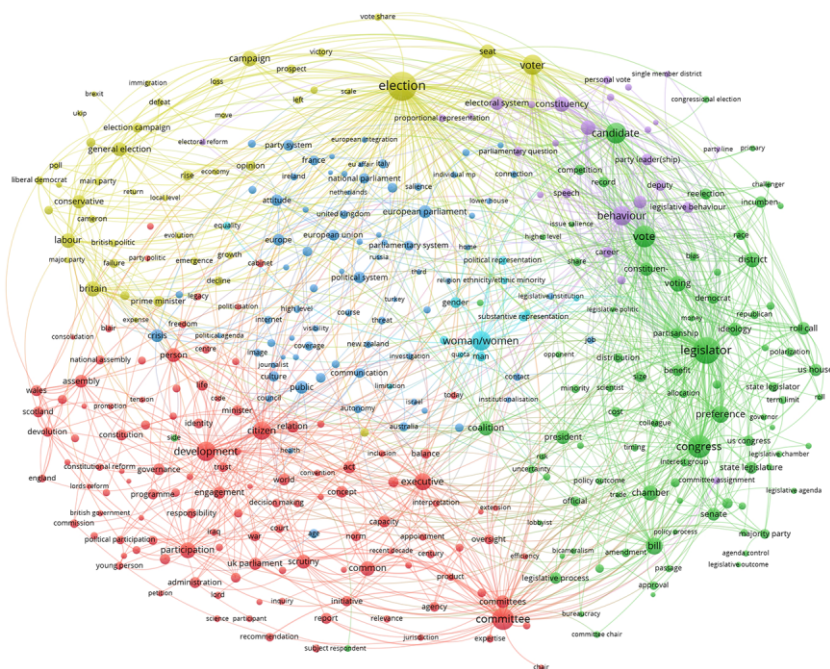 vote share
campaign
victory
seat
voter
immigration
loss
prospect
election
personal vote
single member district
brexit
defeat
left
scale
electoral system
constituency
congressional election
ukip
move
proportional representation
election campaign
electoral reform
party system
european integration
candidate
general election
france
eu affair
italy
parliamentary question
partyline
primary
poll
opinion
ireland
national parliament
individual mp
competition
party leader(ship)
liberal democrat
main party
rise
economy
netherlands
salience
connection
record
deputy
challenger
return
local level
attitude
speech
reelection
conservative
united kingdom
european parliament
lower house
legislative behaviour
incumben
cameron
equality
behaviour
issue salience
labour
british politic
evolution
europe
european union
parliamentary system
home
higher level
vote
race
major party
failure
party politic
emergence
growth
cabinet
russia
third
political representation
share
career
constituen-
bias
district
britain
decline
political system
religion
ethnicity/ethnic minority
voting
prime minister
legacy
high level
turkey
gender
legislative institution
democrat
expense
politicisation
internet
course
substantive representation
legislative politic
money
republican
blair
freedom
visibility
threat
partisanship
ideology
roll call
consolidation
crisis
political agenda
coverage
new zealand
woman/women
job
legislator
polarization
national assembly
person
centre
image
journalist
investigation
quota
man
opponent
distribution
benefit
us house
wales
assembly
life
culture
communication
contact
size
scientist
state legislator
tension
code
public
limitation
minority
allocation
term limit
roll
scotland
promotion
minister
council
autonomy
israel
today
institutionalisation
cost
preference
governor
devolution
constitution
identity
citizen
relation
australia
coalition
colleague
side
president
timing
congress
us congress
england
constitutional reform
development
trust
health
inclusion
balance
risk
interest group
legislative chamber
lords reform
governance
world
convention
act
uncertainty
state legislature
programme
engagement
concept
executive
policy outcome
committee assignment
legislative agenda
british government
commission
responsibility
decision making
interpretation
extension
official
trade
chamber
senate
political participation
iraq
war
court
age
norm
capacity
appointment
lobbyist
policy process
majority party
young person
participation
uk parliament
scrutiny
recent decade
century
oversight
efficiency
bicameralism
amendment
bill
agenda control
administration
common
product
legislative process
passage
legislative outcome
petition
lord
inquiry
initiative
agency
committees
approval
science
participant
report
relevance
committee
bureaucracy
recommendation
jurisdiction
expertise
committee chair
subject respondent
chair